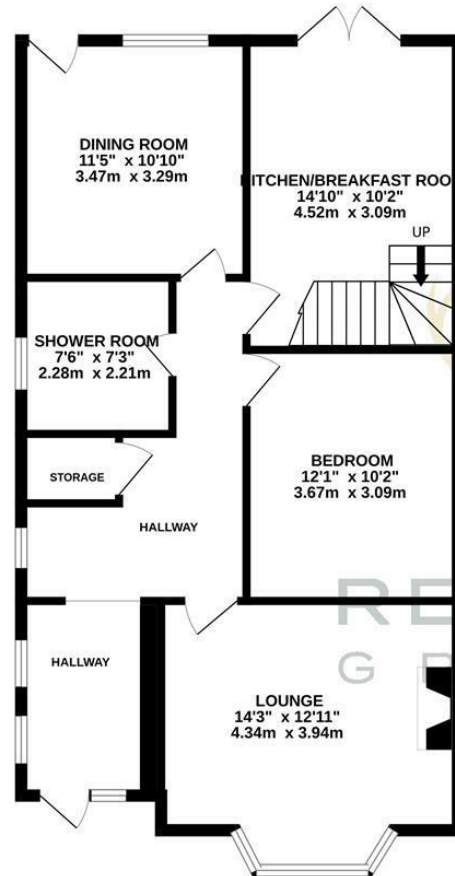 DINING ROOM
11'5" x 10'10"
3.47m x 3.29m
KITCHEN/BREAKFAST ROO
14'10" x 10'2"
4.52m x 3.09m
UP
SHOWER ROOM
7'6" x 7'3"
2.28m x 2.21m
STORAGE
BEDROOM
12'1" x 10'2"
3.67m x 3.09m
HALLWAY
HALLWAY
LOUNGE
14'3" x 12'11"
4.34m x 3.94m